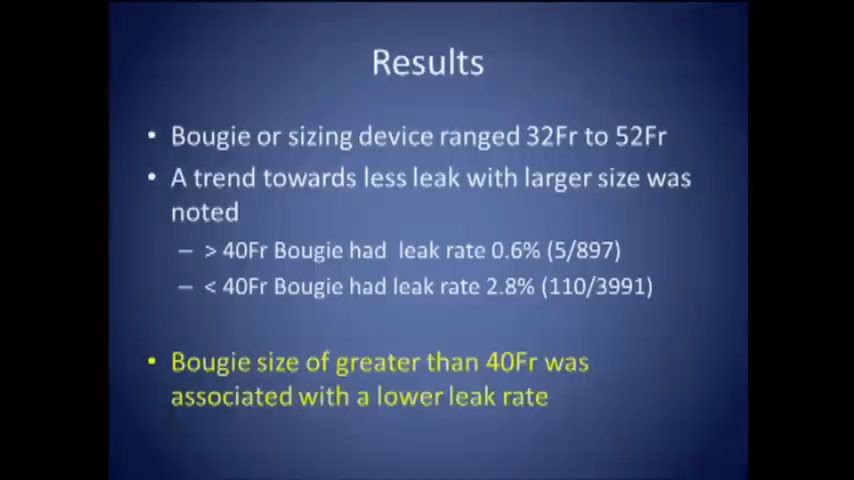 Results
• Bougie or sizing device ranged 32Fr to 52Fr
• A trend towards less leak with larger size was
noted
– > 40Fr Bougie had leak rate 0.6% (5/897)
– < 40Fr Bougie had leak rate 2.8% (110/3991)
• Bougie size of greater than 40Fr was
associated with a lower leak rate